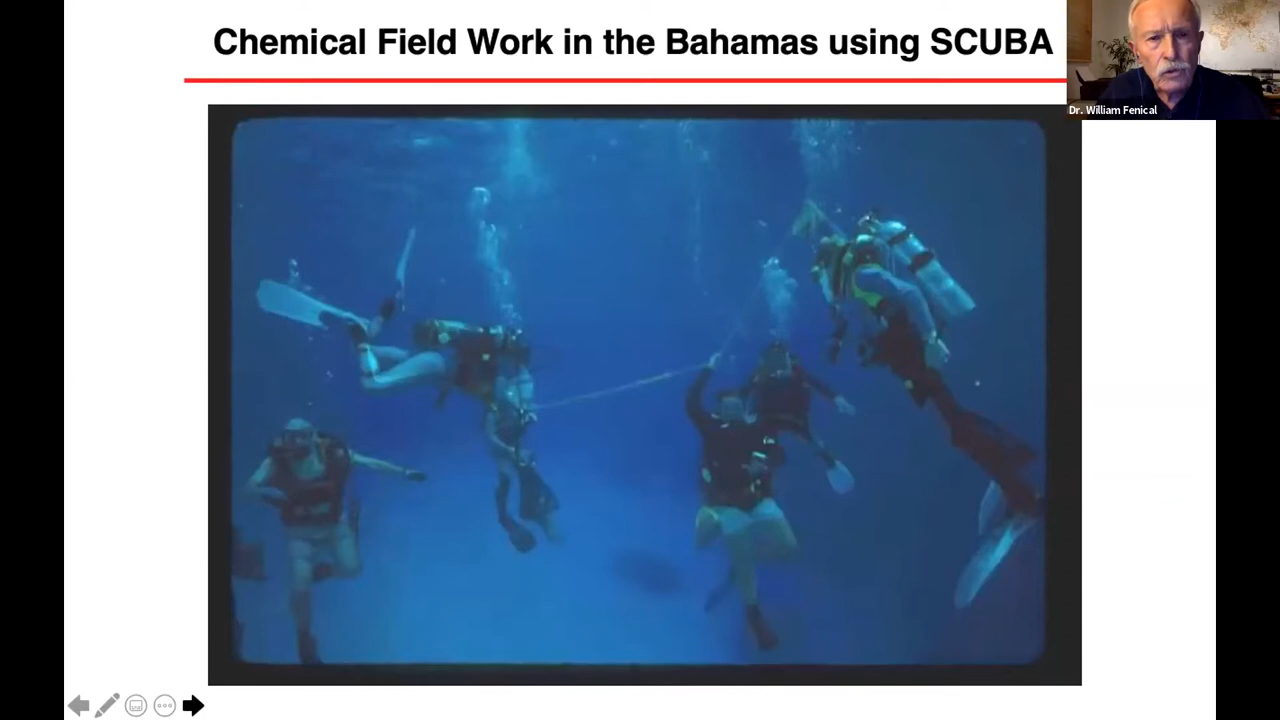 Chemical Field Work in the Bahamas using SCUBA
Dr. William Fenical